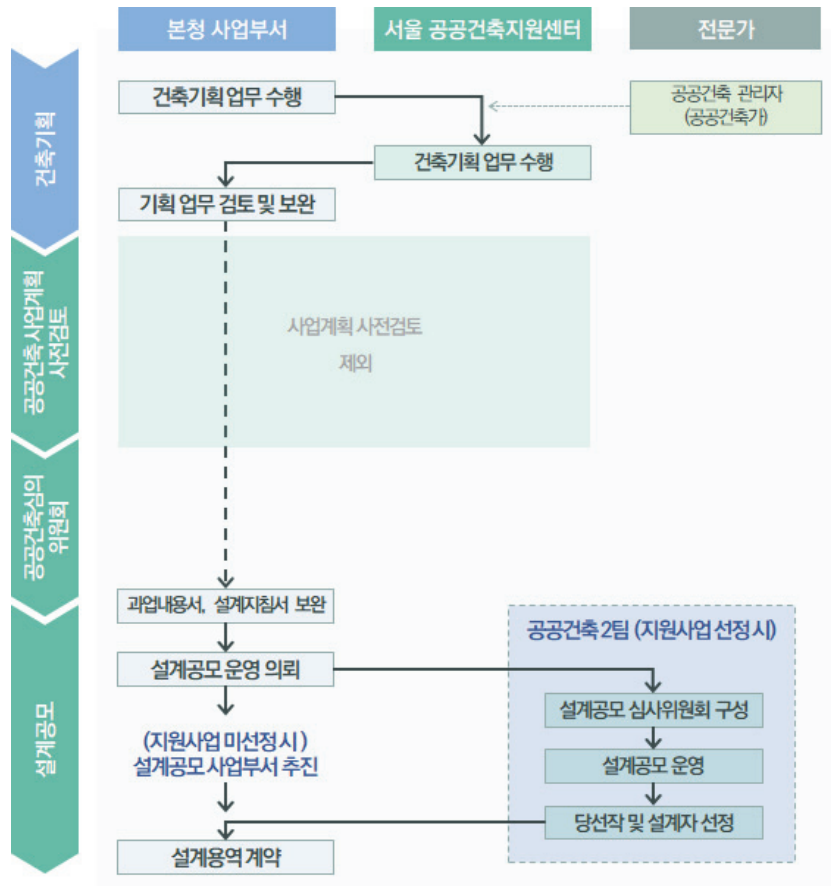 본청 사업부서
서울 공공건축지원센터
전문가
건축기획
건축기획 업무 수행
공공건축 관리자
(공공건축가)
건축기획 업무 수행
기획 업무 검토 및 보완
공공건축 사업계획
사전검토
사업계획 사전검토
제외
공공건축심의
위원회
과업내용서, 설계지침서 보완
설계공모
설계공모 운영 의뢰
공공건축 2팀 (지원사업 선정 시)
설계공모 심사위원회 구성
(지원사업 미선정 시)
설계공모 사업부서 추진
설계공모 운영
당선작 및 설계자 선정
설계용역 계약